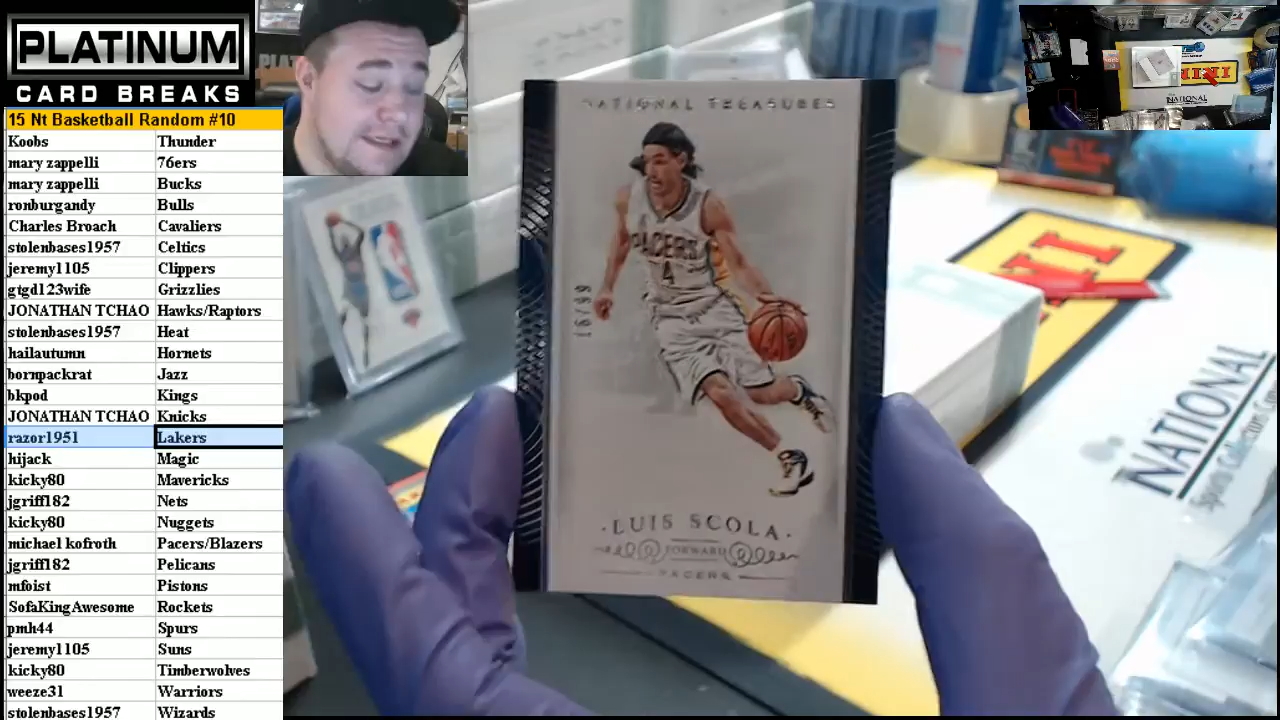 PLATINUM
CARD BREAKS
15 Nt Basketball Random #10
Koobs Thunder
mary zappelli 76ers
mary zappelli Bucks
ronburgandy Bulls
Charles Broach Cavaliers
stolenbases1957 Celtics
jeremy1105 Clippers
gtgd123wife Grizzlies
JONATHAN TCHAO Hawks/Raptors
stolenbases1957 Heat
hailautumn Hornets
bornpackrat Jazz
bkpod Kings
JONATHAN TCHAO Knicks
razor1951 Lakers
hijack Magic
kicky80 Mavericks
jgriff182 Nets
kicky80 Nuggets
michael kofroth Pacers/Blazers
jgriff182 Pelicans
mfoist Pistons
SofaKingAwesome Rockets
pmh44 Spurs
jeremy1105 Suns
kicky80 Timberwolves
weeze31 Warriors
stolenbases1957 Wizards
NATIONAL TREASURES
PACERS
4
·LUIS SCOLA·
FORWARD
PACERS
PANINI
NATIONAL
NATIONAL